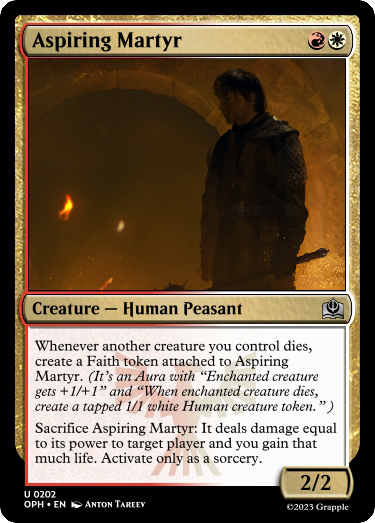 Aspiring Martyr
Creature — Human Peasant
Whenever another creature you control dies,
create a Faith token attached to Aspiring
Martyr. (It's an Aura with “Enchanted creature
gets +1/+1” and “When enchanted creature dies,
create a tapped 1/1 white Human creature token.”)
Sacrifice Aspiring Martyr: It deals damage equal
to its power to target player and you gain that
much life. Activate only as a sorcery.
2/2
U 0202
OPH • EN Anton Tareev
©2023 Grapple